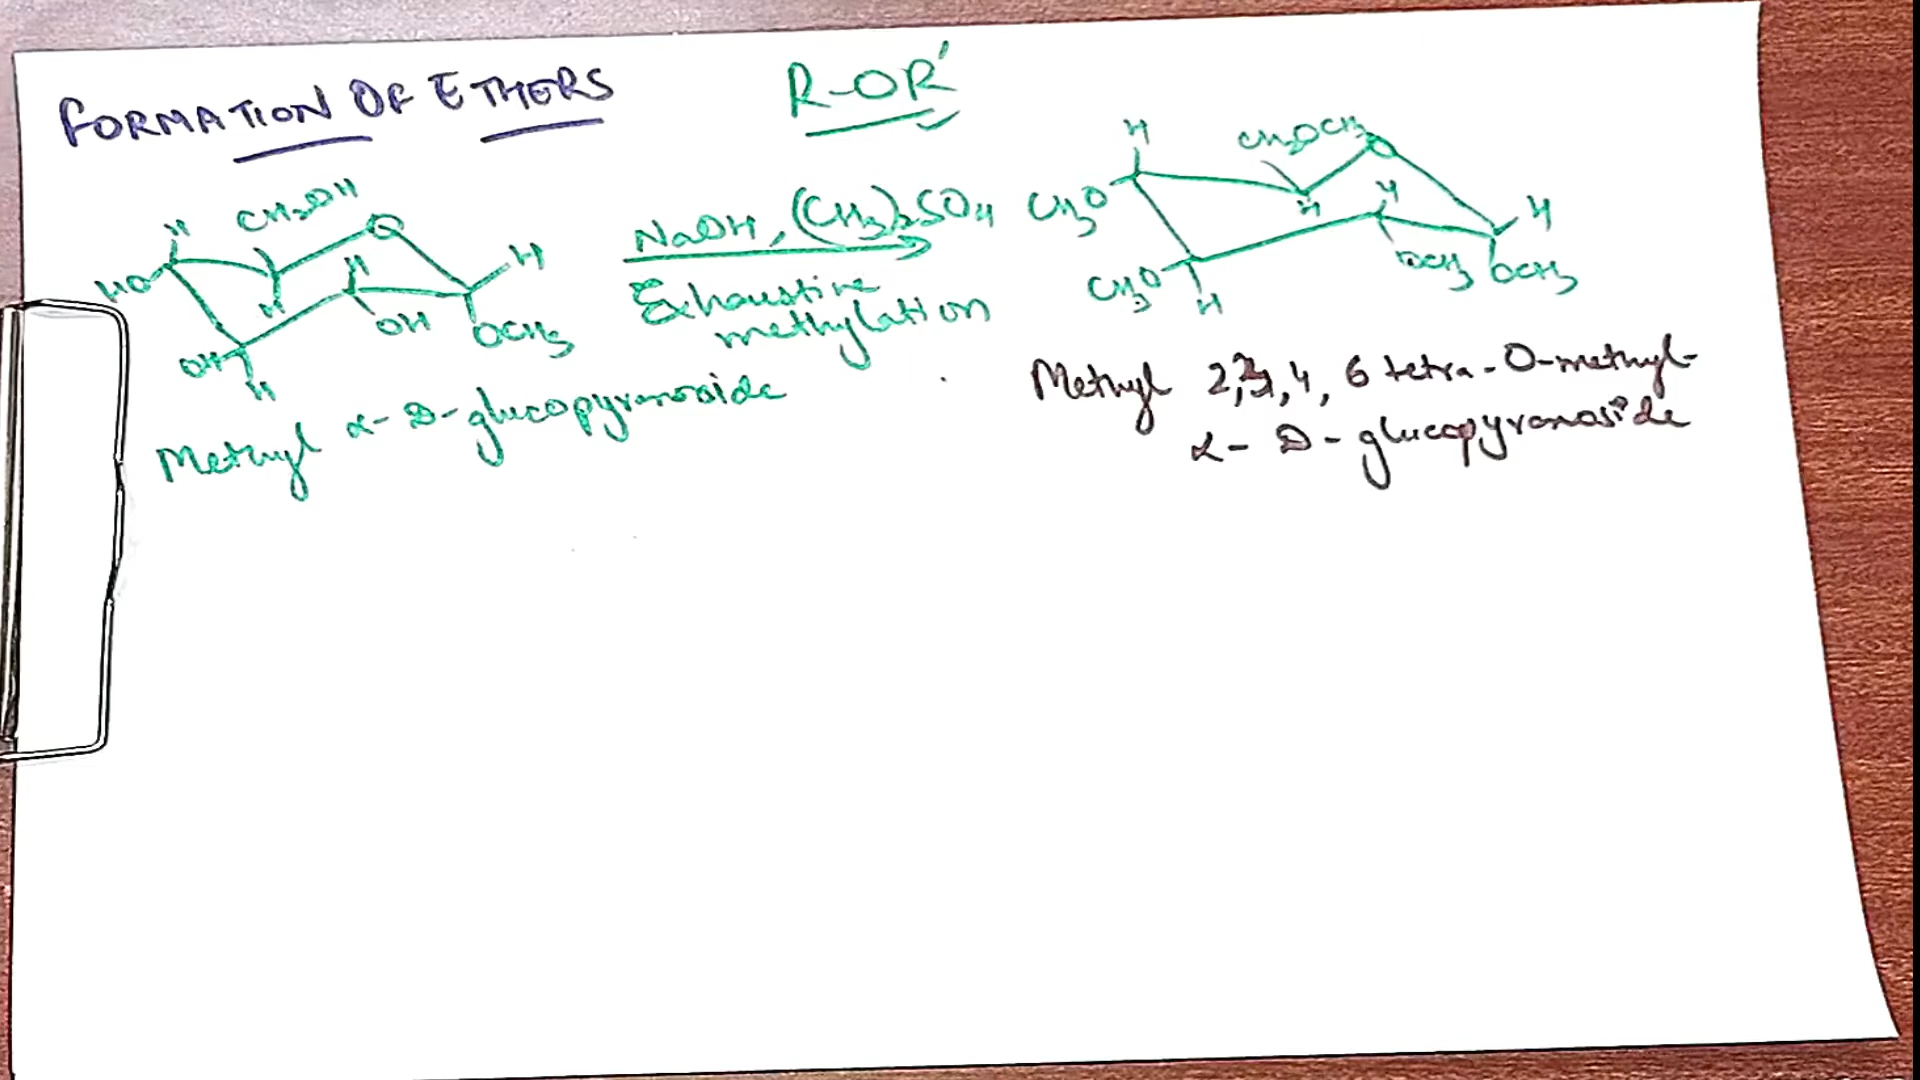 FORMATION OF ETHERS
R-OR'
H
CH2OH
O
HO
H
H
H
OH
OCH3
OH
H
NaOH, (CH3)2SO4
Exhaustive
methylation
Methyl α-D-glucopyranoside
H
CH2OCH3
O
CH3O
H
H
H
OCH3
OCH3
CH3O
H
Methyl 2,3,4, 6 tetra-O-methyl-
α-D-glucopyranoside